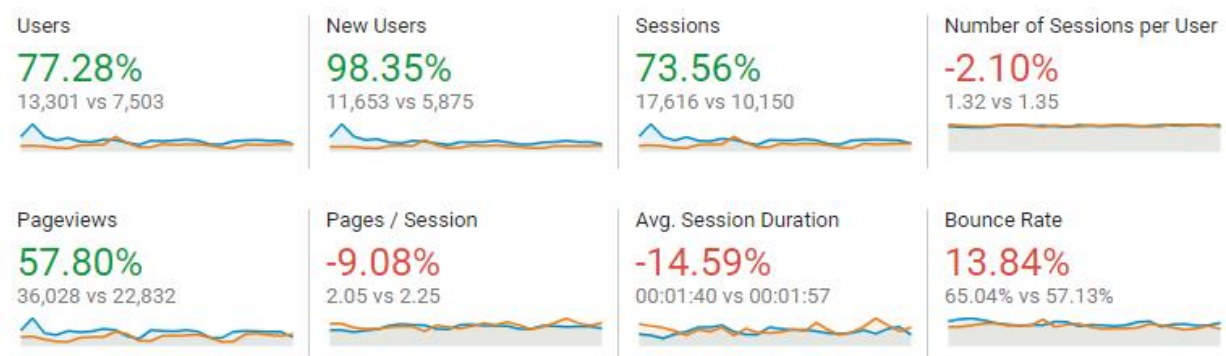 Users
77.28%
13,301 vs 7,503
New Users
98.35%
11,653 vs 5,875
Sessions
73.56%
17,616 vs 10,150
Number of Sessions per User
-2.10%
1.32 vs 1.35
Pageviews
57.80%
36,028 vs 22,832
Pages / Session
-9.08%
2.05 vs 2.25
Avg. Session Duration
-14.59%
00:01:40 vs 00:01:57
Bounce Rate
13.84%
65.04% vs 57.13%